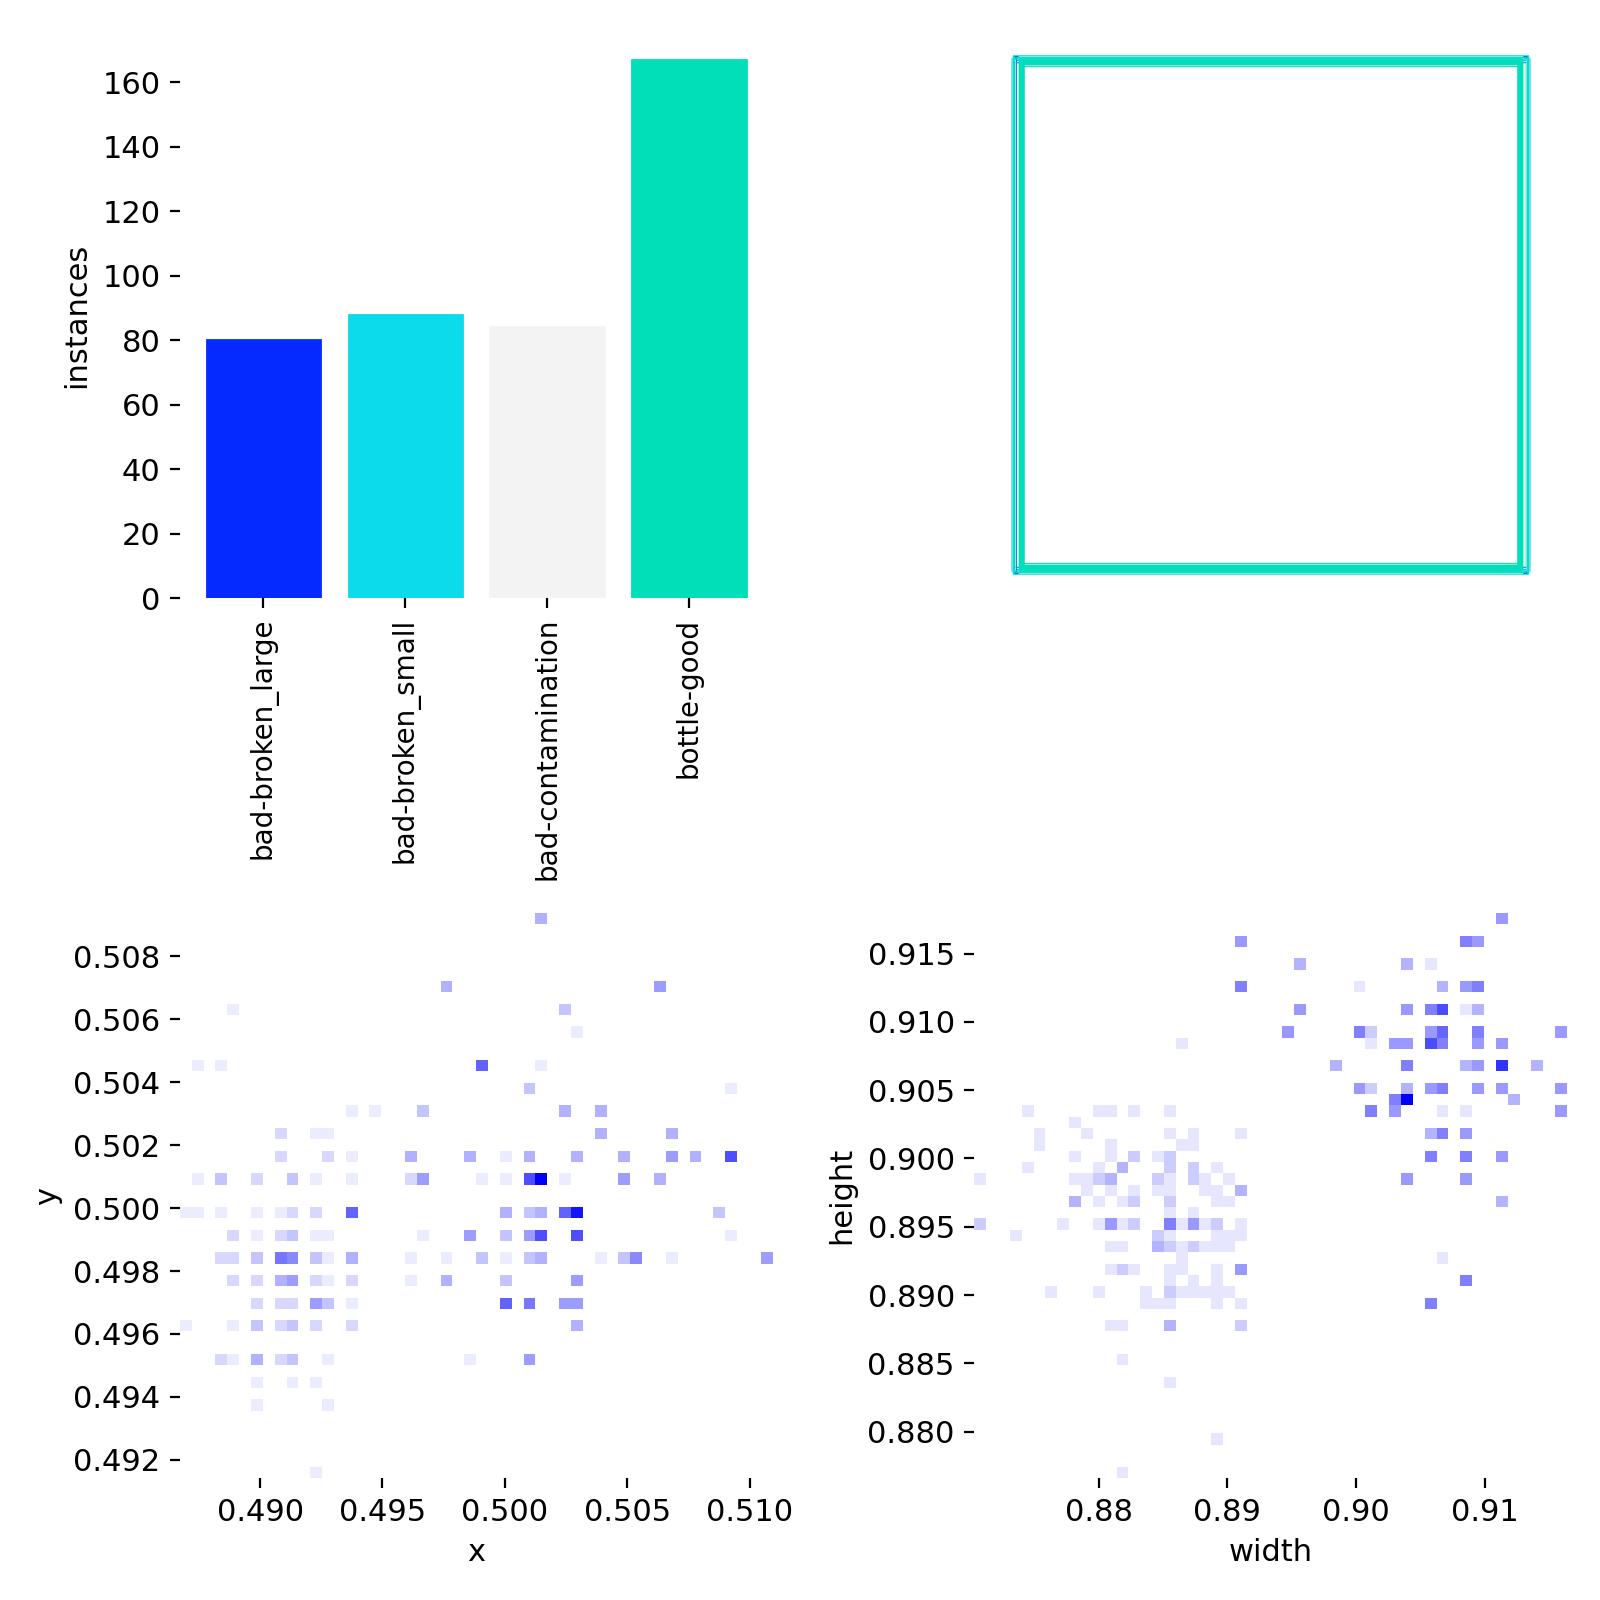 instances
160
140
120
100
80
60
40
20
0
bad-broken_large
bad-broken_small
bad-contamination
bottle-good
y
0.508
0.506
0.504
0.502
0.500
0.498
0.496
0.494
0.492
0.490 0.495 0.500 0.505 0.510
x
height
0.915
0.910
0.905
0.900
0.895
0.890
0.885
0.880
0.88 0.89 0.90 0.91
width